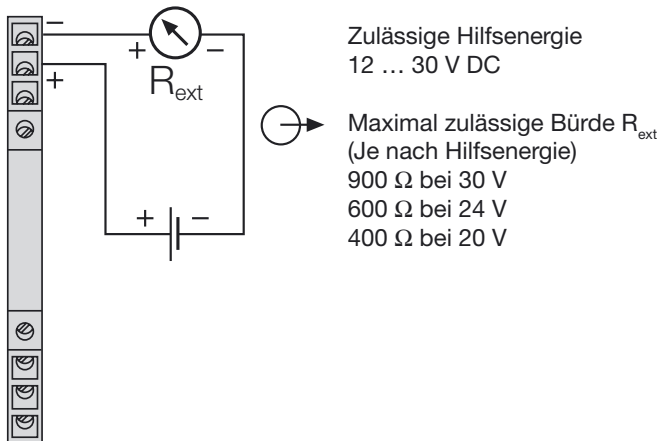 −
+ −
+
R_ext
+ −
Zulässige Hilfsenergie
12 … 30 V DC
Maximal zulässige Bürde R_ext
(Je nach Hilfsenergie)
900 Ω bei 30 V
600 Ω bei 24 V
400 Ω bei 20 V